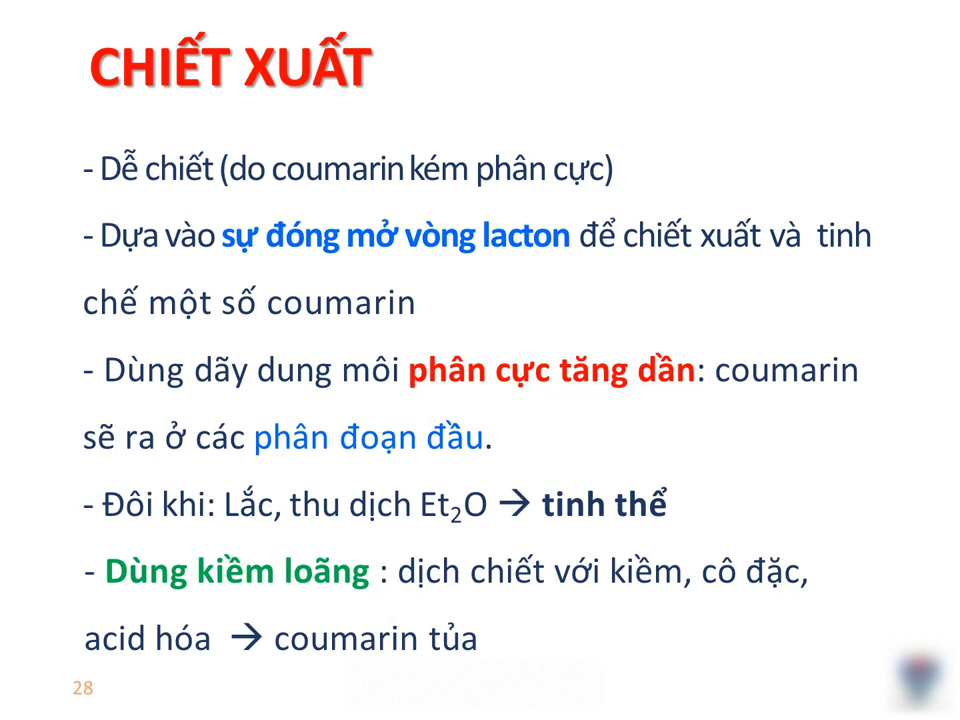 CHIẾT XUẤT
- Dễ chiết (do coumarin kém phân cực)
- Dựa vào sự đóng mở vòng lacton để chiết xuất và tinh
chế một số coumarin
- Dùng dãy dung môi phân cực tăng dần: coumarin
sẽ ra ở các phân đoạn đầu.
- Đôi khi: Lắc, thu dịch Et₂O → tinh thể
- Dùng kiềm loãng : dịch chiết với kiềm, cô đặc,
acid hóa → coumarin tủa
28